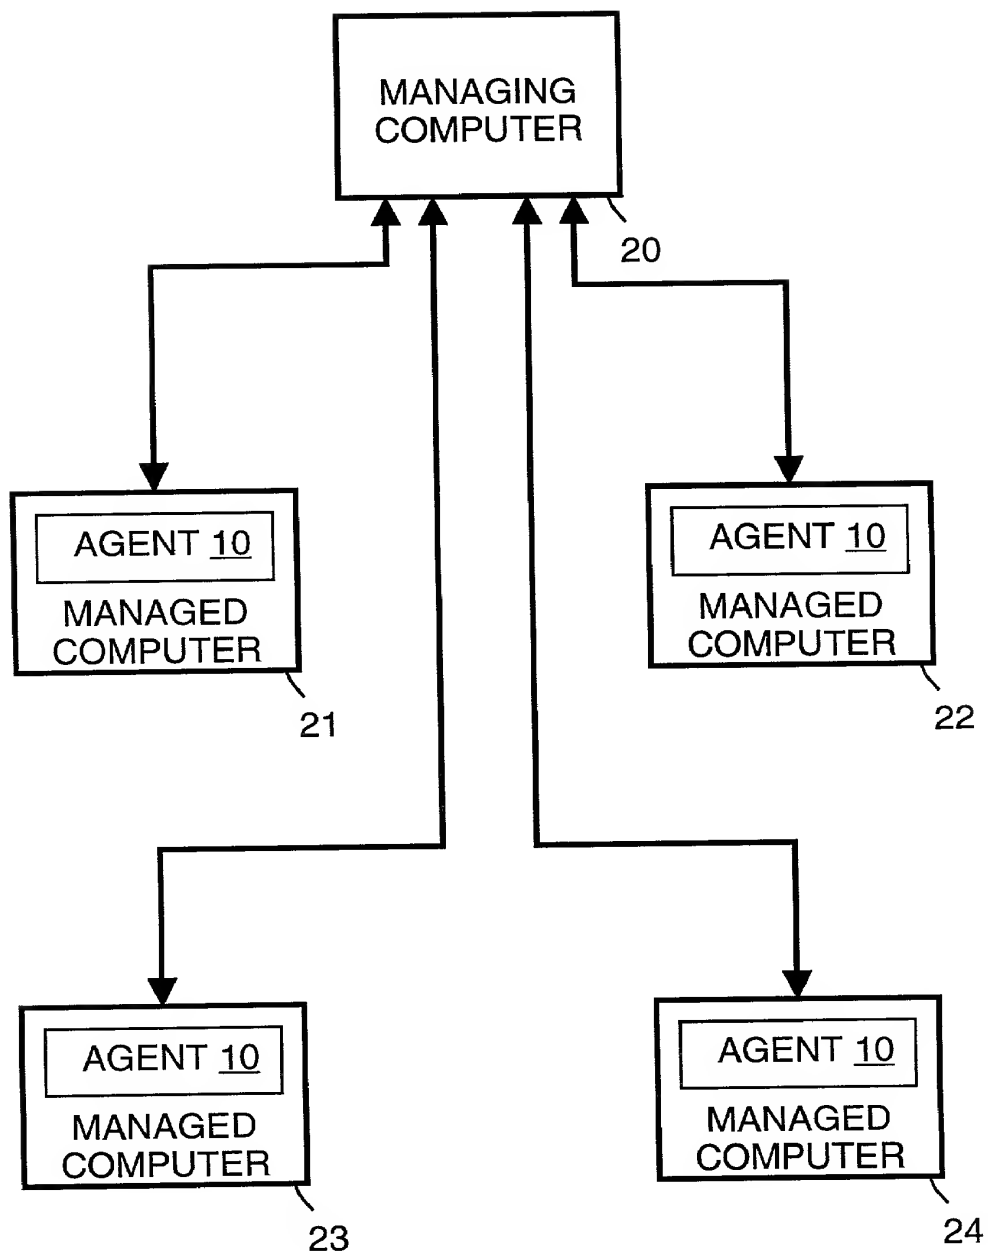 MANAGING
COMPUTER
20
AGENT 10
MANAGED
COMPUTER
21
AGENT 10
MANAGED
COMPUTER
22
AGENT 10
MANAGED
COMPUTER
23
AGENT 10
MANAGED
COMPUTER
24